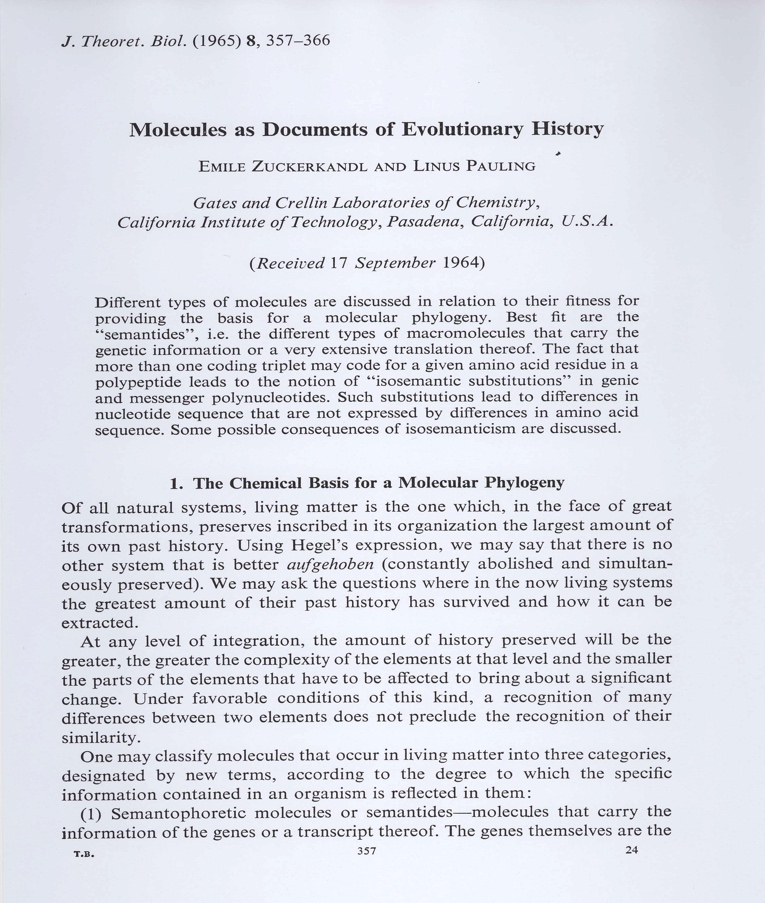 J. Theoret. Biol. (1965) 8, 357–366
Molecules as Documents of Evolutionary History
EMILE ZUCKERKANDL AND LINUS PAULING
Gates and Crellin Laboratories of Chemistry,
California Institute of Technology, Pasadena, California, U.S.A.
(Received 17 September 1964)
Different types of molecules are discussed in relation to their fitness for
providing the basis for a molecular phylogeny. Best fit are the
“semantides”, i.e. the different types of macromolecules that carry the
genetic information or a very extensive translation thereof. The fact that
more than one coding triplet may code for a given amino acid residue in a
polypeptide leads to the notion of “isosemantic substitutions” in genic
and messenger polynucleotides. Such substitutions lead to differences in
nucleotide sequence that are not expressed by differences in amino acid
sequence. Some possible consequences of isosemanticism are discussed.
1. The Chemical Basis for a Molecular Phylogeny
Of all natural systems, living matter is the one which, in the face of great
transformations, preserves inscribed in its organization the largest amount of
its own past history. Using Hegel’s expression, we may say that there is no
other system that is better aufgehoben (constantly abolished and simultan-
eously preserved). We may ask the questions where in the now living systems
the greatest amount of their past history has survived and how it can be
extracted.
At any level of integration, the amount of history preserved will be the
greater, the greater the complexity of the elements at that level and the smaller
the parts of the elements that have to be affected to bring about a significant
change. Under favorable conditions of this kind, a recognition of many
differences between two elements does not preclude the recognition of their
similarity.
One may classify molecules that occur in living matter into three categories,
designated by new terms, according to the degree to which the specific
information contained in an organism is reflected in them:
(1) Semantophoretic molecules or semantides—molecules that carry the
information of the genes or a transcript thereof. The genes themselves are the
T.B. 357 24